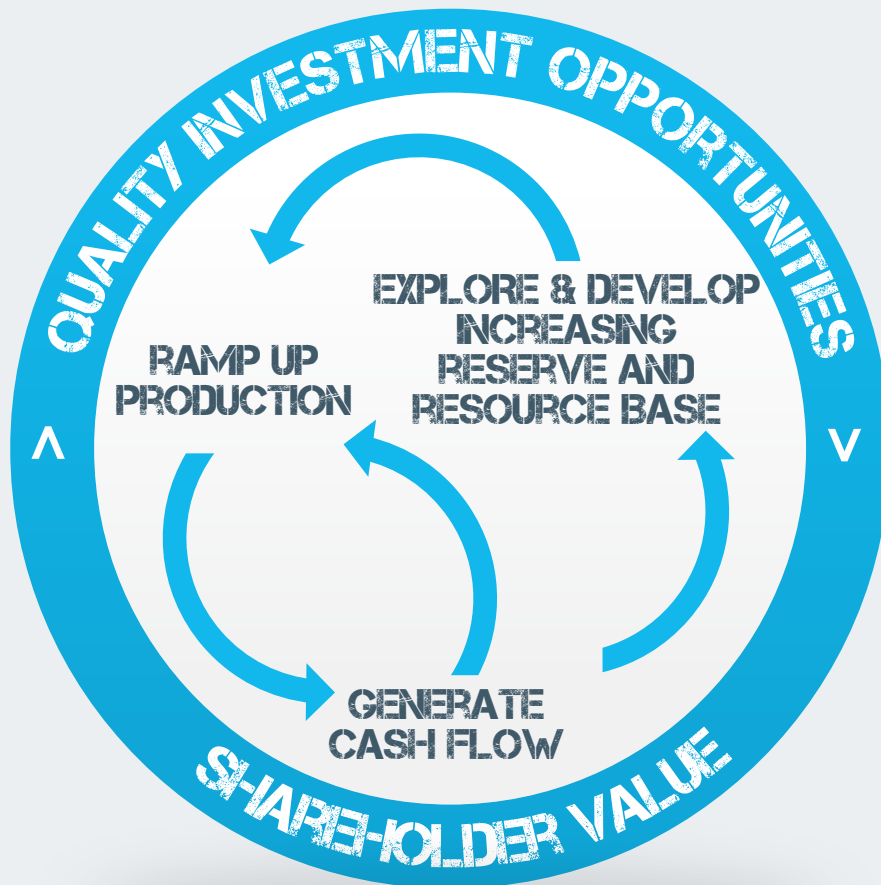 QUALITY INVESTMENT OPPORTUNITIES
EXPLORE & DEVELOP
INCREASING
RESERVE AND
RESOURCE BASE
RAMP UP
PRODUCTION
GENERATE
CASH FLOW
SHAREHOLDER VALUE